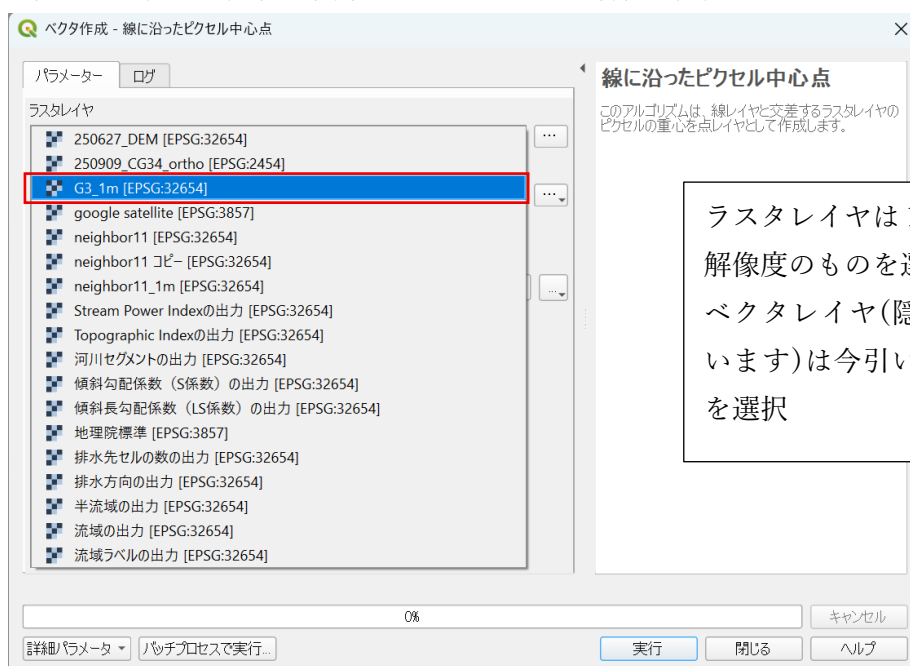 ベクタ作成 - 線に沿ったピクセル中心点
パラメーター
ログ
ラスタレイヤ
250627_DEM [EPSG:32654]
250909_CG34_ortho [EPSG:2454]
G3_1m [EPSG:32654]
google satellite [EPSG:3857]
neighbor11 [EPSG:32654]
neighbor11 コピー [EPSG:32654]
neighbor11_1m [EPSG:32654]
Stream Power Indexの出力 [EPSG:32654]
Topographic Indexの出力 [EPSG:32654]
河川セグメントの出力 [EPSG:32654]
傾斜勾配係数（S係数）の出力 [EPSG:32654]
傾斜長勾配係数（LS係数）の出力 [EPSG:32654]
地理院標準 [EPSG:3857]
排水先セルの数の出力 [EPSG:32654]
排水方向の出力 [EPSG:32654]
半流域の出力 [EPSG:32654]
流域の出力 [EPSG:32654]
流域ラベルの出力 [EPSG:32654]
線に沿ったピクセル中心点
このアルゴリズムは、線レイヤと交差するラスタレイヤの
ピクセルの重心を点レイヤとして作成します。
ラスタレイヤは
解像度のものを
ベクタレイヤ(隠
います)は今引い
を選択
0%
キャンセル
詳細パラメータ
バッチプロセスで実行...
実行
閉じる
ヘルプ